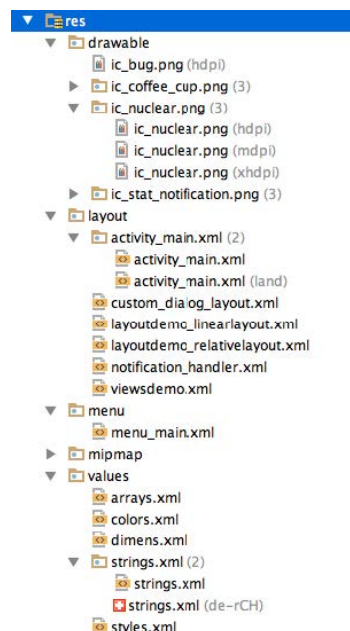 res
drawable
ic_bug.png (hdpi)
ic_coffee_cup.png (3)
ic_nuclear.png (3)
ic_nuclear.png (hdpi)
ic_nuclear.png (mdpi)
ic_nuclear.png (xhdpi)
ic_stat_notification.png (3)
layout
activity_main.xml (2)
activity_main.xml
activity_main.xml (land)
custom_dialog_layout.xml
layoutdemo_linearlayout.xml
layoutdemo_relativelayout.xml
notification_handler.xml
viewsdemo.xml
menu
menu_main.xml
mipmap
values
arrays.xml
colors.xml
dimens.xml
strings.xml (2)
strings.xml
strings.xml (de-rCH)
styles.xml